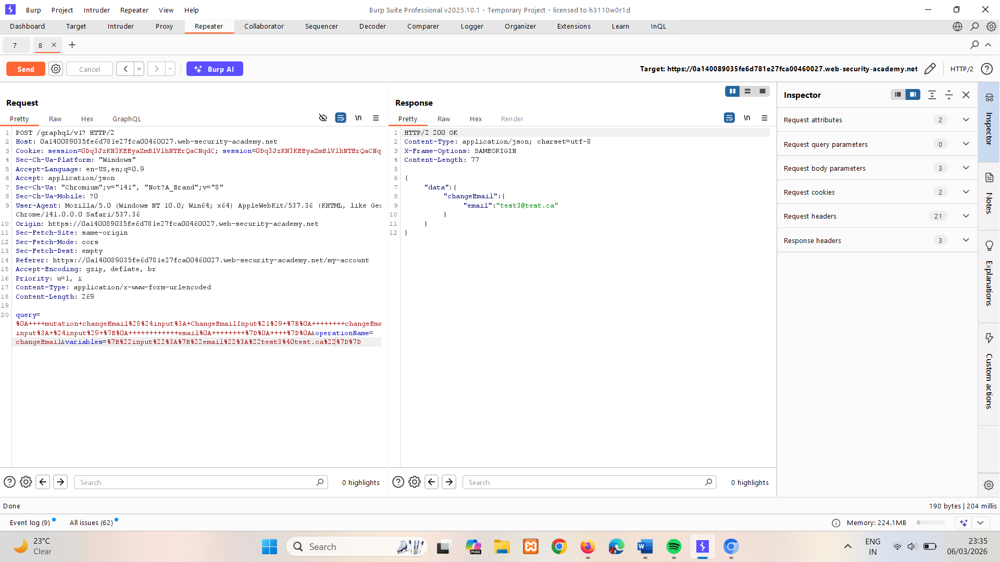 Burp Project Intruder Repeater View Help
Burp Suite Professional v2025.10.1 - Temporary Project - licensed to h3110w0r1d
Dashboard Target Intruder Proxy Repeater Collaborator Sequencer Decoder Comparer Logger Organizer Extensions Learn InQL
7 8
Send Cancel Burp AI
Target: https://0a140089035fe6d781e27fca00460027.web-security-academy.net HTTP/2
Request
Pretty Raw Hex GraphQL
1 POST /graphql/v1? HTTP/2
2 Host: 0a140089035fe6d781e27fca00460027.web-security-academy.net
3 Cookie: session=0Dq3JzKN3KEEyaZmBlVlhNTErQaCNqdC; session=0Dq3JzKN3KEEyaZmBlVlhNTErQaCNq
4 Sec-Ch-Ua-Platform: "Windows"
5 Accept-Language: en-US,en;q=0.9
6 Accept: application/json
7 Sec-Ch-Ua: "Chromium";v="141", "Not?A_Brand";v="8"
8 Sec-Ch-Ua-Mobile: ?0
9 User-Agent: Mozilla/5.0 (Windows NT 10.0; Win64; x64) AppleWebKit/537.36 (KHTML, like Gec
Chrome/141.0.0.0 Safari/537.36
10 Origin: https://0a140089035fe6d781e27fca00460027.web-security-academy.net
11 Sec-Fetch-Site: same-origin
12 Sec-Fetch-Mode: cors
13 Sec-Fetch-Dest: empty
14 Referer: https://0a140089035fe6d781e27fca00460027.web-security-academy.net/my-account
15 Accept-Encoding: gzip, deflate, br
16 Priority: u=1, i
17 Content-Type: application/x-www-form-urlencoded
18 Content-Length: 269
19
20 query=
%0A++++mutation+changeEmail%28%24input%3A+ChangeEmailInput%21%29+%7B%0A++++++++changeEma
input%3A+%24input%29+%7B%0A++++++++++++email%0A++++++++%7D%0A++++%7D%0A&operationName=
changeEmail&variables=%7B%22input%22%3A%7B%22email%22%3A%22test3%40test.ca%22%7D%7D
Response
Pretty Raw Hex Render
1 HTTP/2 200 OK
2 Content-Type: application/json; charset=utf-8
3 X-Frame-Options: SAMEORIGIN
4 Content-Length: 77
5
6 {
7 "data":{
8 "changeEmail":{
9 "email":"test3@test.ca"
10 }
11 }
12 }
Inspector
Request attributes 2
Request query parameters 0
Request body parameters 3
Request cookies 2
Request headers 21
Response headers 3
Inspector
Notes
Explanations
Custom actions
Search 0 highlights
Search 0 highlights
Done
190 bytes | 204 millis
Event log (9) All issues (62)
Memory: 224.1MB
23°C
Clear
Search
M365
ENG
IN
23:35
06/03/2026